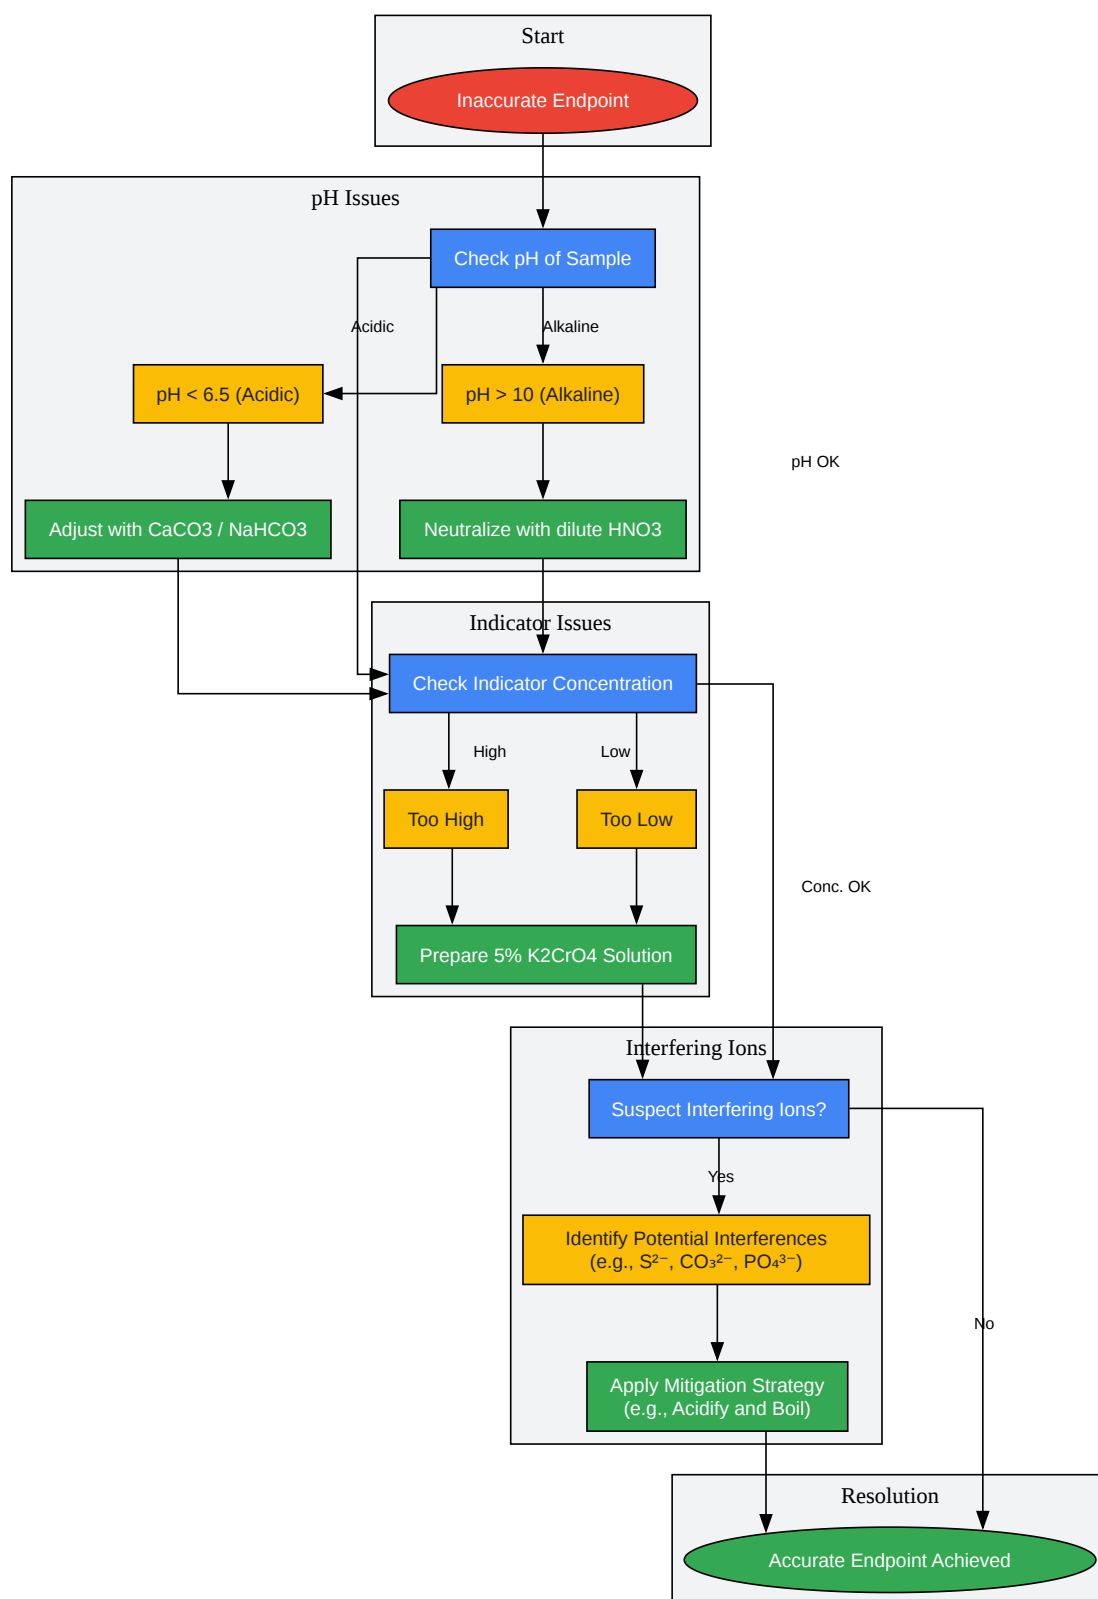 Start
Inaccurate Endpoint
pH Issues
Check pH of Sample
Acidic
Alkaline
pH < 6.5 (Acidic)
pH > 10 (Alkaline)
pH OK
Adjust with CaCO3 / NaHCO3
Neutralize with dilute HNO3
Indicator Issues
Check Indicator Concentration
High
Low
Too High
Too Low
Conc. OK
Prepare 5% K2CrO4 Solution
Interfering Ions
Suspect Interfering Ions?
Yes
Identify Potential Interferences
(e.g., S²⁻, CO₃²⁻, PO₄³⁻)
No
Apply Mitigation Strategy
(e.g., Acidify and Boil)
Resolution
Accurate Endpoint Achieved